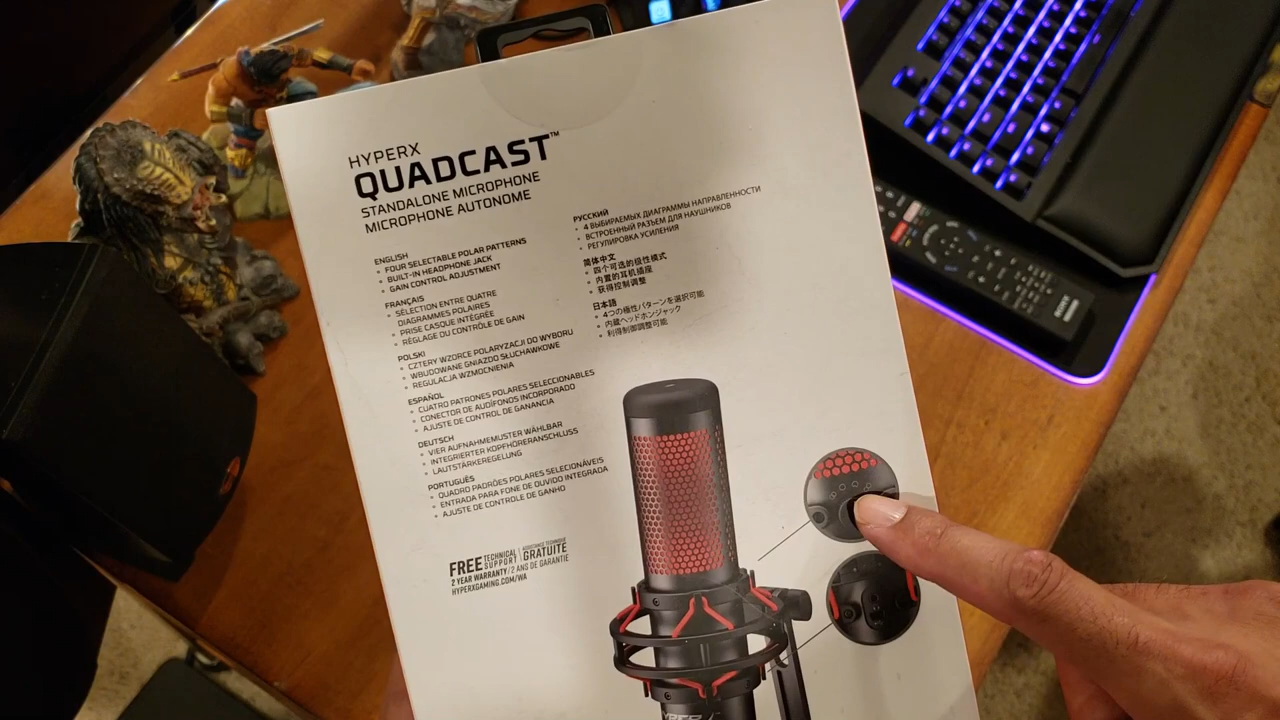 HYPERX
QUADCAST™
STANDALONE MICROPHONE
MICROPHONE AUTONOME
ENGLISH
• FOUR SELECTABLE POLAR PATTERNS
• BUILT-IN HEADPHONE JACK
• GAIN CONTROL ADJUSTMENT
FRANÇAIS
• SÉLECTION ENTRE QUATRE
DIAGRAMMES POLAIRES
• PRISE CASQUE INTÉGRÉE
• RÉGLAGE DU CONTRÔLE DE GAIN
POLSKI
• CZTERY WZORCE POLARYZACJI DO WYBORU
• WBUDOWANE GNIAZDO SŁUCHAWKOWE
• REGULACJA WZMOCNIENIA
ESPAÑOL
• CUATRO PATRONES POLARES SELECCIONABLES
• CONECTOR DE AUDÍFONOS INCORPORADO
• AJUSTE DE CONTROL DE GANANCIA
DEUTSCH
• VIER AUFNAHMEMUSTER WÄHLBAR
• INTEGRIERTER KOPFHÖRERANSCHLUSS
• LAUTSTÄRKEREGELUNG
PORTUGUÊS
• QUADRO PADRÕES POLARES SELECIONÁVEIS
• ENTRADA PARA FONE DE OUVIDO INTEGRADA
• AJUSTE DE CONTROLE DE GANHO
РУССКИЙ
• 4 ВЫБИРАЕМЫХ ДИАГРАММЫ НАПРАВЛЕННОСТИ
• ВСТРОЕННЫЙ РАЗЪЕМ ДЛЯ НАУШНИКОВ
• РЕГУЛИРОВКА УСИЛЕНИЯ
简体中文
• 四个可选的极性模式
• 内置的耳机插座
• 获得控制调整
日本語
• 4つの極性パターンを選択可能
• 内蔵ヘッドホンジャック
• 利得制御調整可能
FREE TECHNICAL SUPPORT | ASSISTANCE TECHNIQUE GRATUITE
2 YEAR WARRANTY/2 ANS DE GARANTIE
HYPERXGAMING.COM/WA
SONY